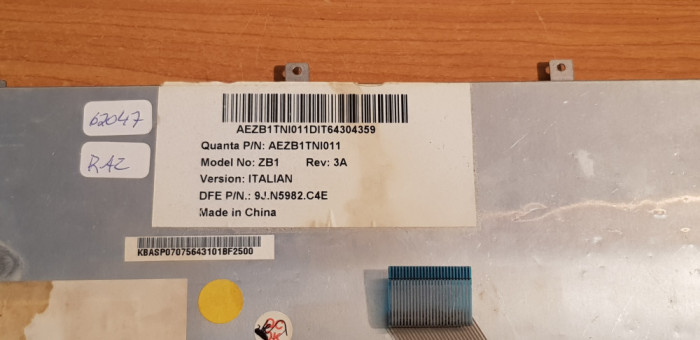 62047
RAZ
AEZB1TNI011DIT64304359
Quanta P/N: AEZB1TNI011
Model No: ZB1 Rev: 3A
Version: ITALIAN
DFE P/N.: 9J.N5982.C4E
Made in China
KBASP07075643101BF2500